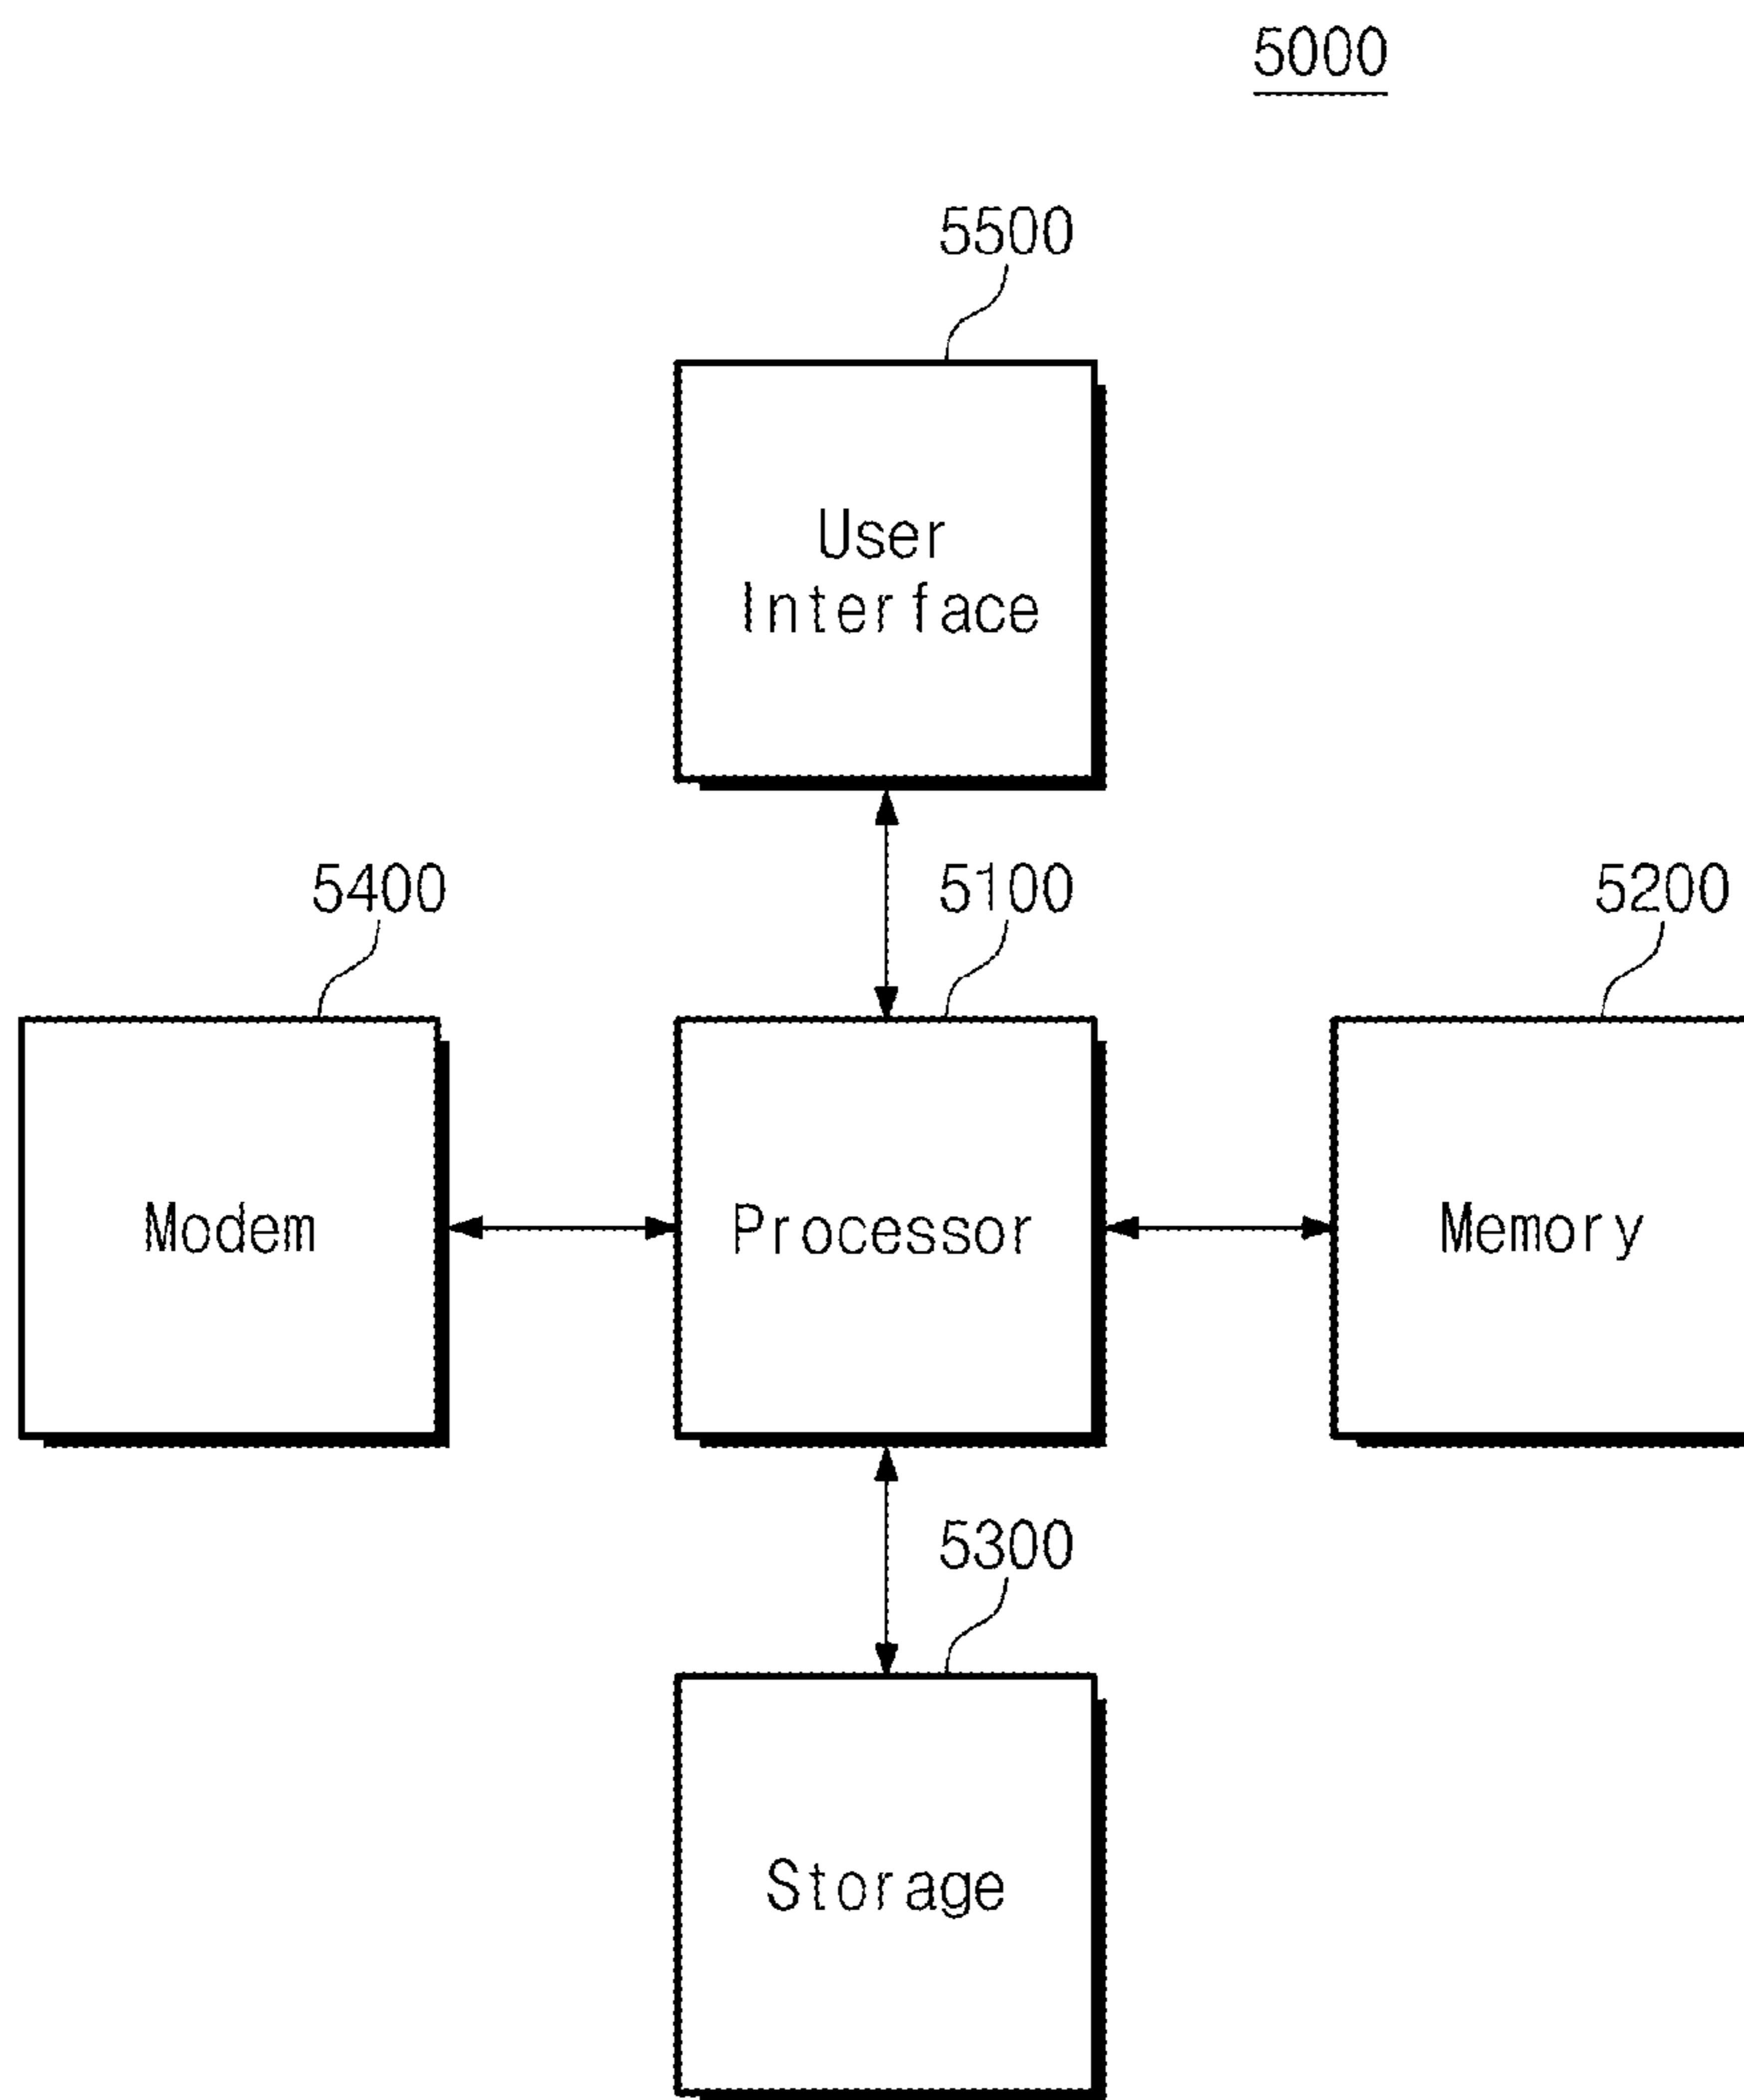 5000
5500
User
Interface
5400
5100
5200
Modem
Processor
Memory
5300
Storage